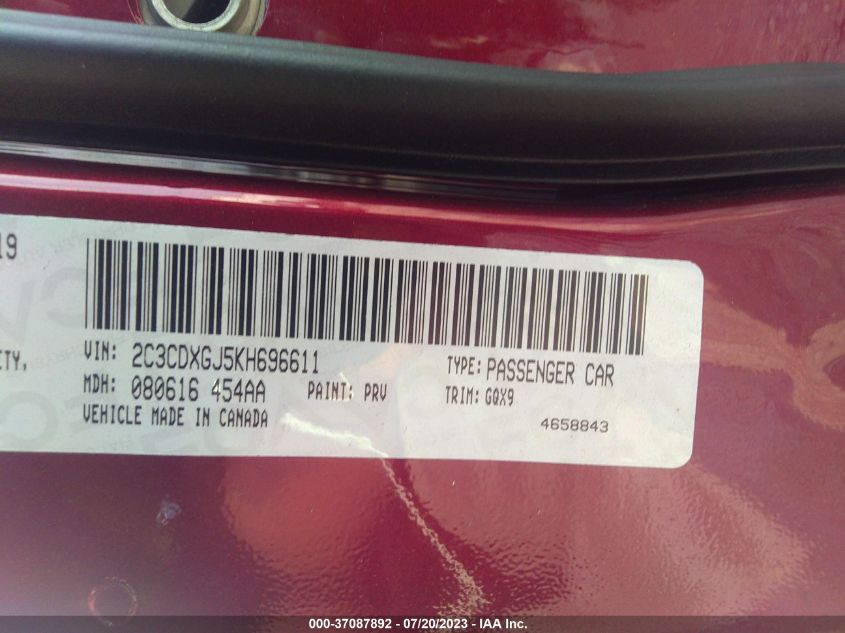 19
ETY,
VIN: 2C3CDXGJ5KH696611
TYPE: PASSENGER CAR
MDH: 080616 454AA
PAINT: PRV
TRIM: GQX9
VEHICLE MADE IN CANADA
4658843
000-37087892 - 07/20/2023 - IAA Inc.